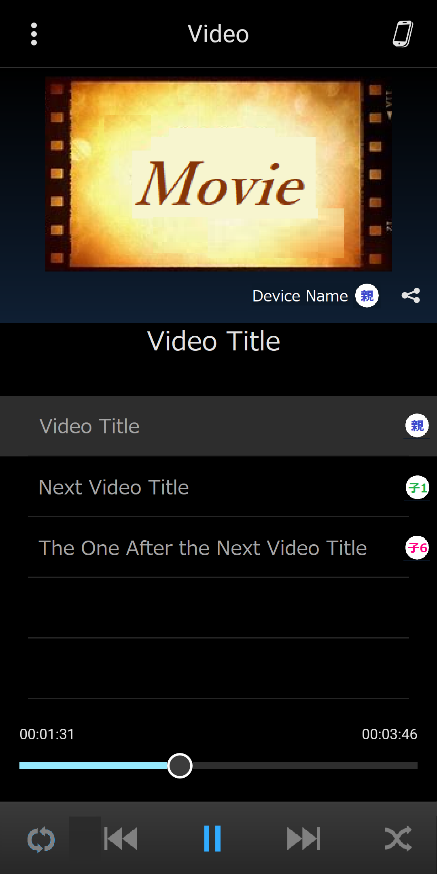 Video
Movie
Device Name 親
Video Title
Video Title 親
Next Video Title 子1
The One After the Next Video Title 子6
00:01:31 00:03:46